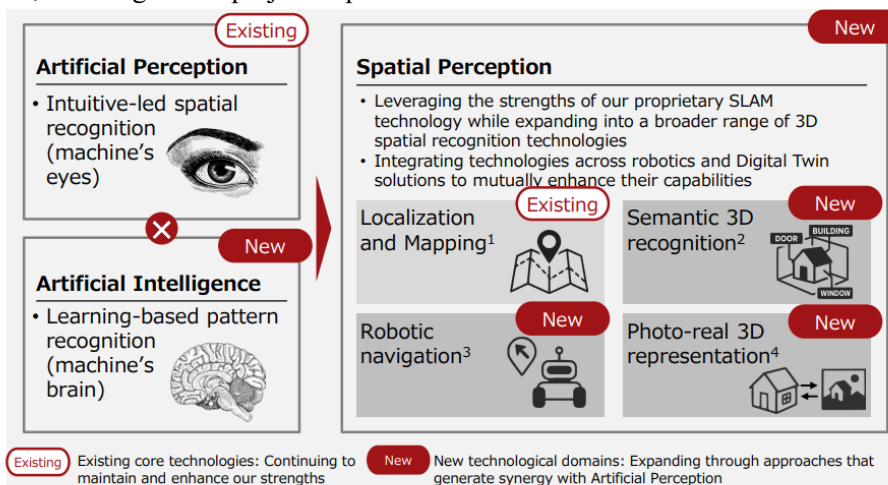 Existing
Artificial Perception
• Intuitive-led spatial
recognition
(machine's
eyes)
New
Artificial Intelligence
• Learning-based pattern
recognition
(machine's
brain)
New
Spatial Perception
• Leveraging the strengths of our proprietary SLAM
technology while expanding into a broader range of 3D
spatial recognition technologies
• Integrating technologies across robotics and Digital Twin
solutions to mutually enhance their capabilities
Existing
Localization
and Mapping¹
New
Semantic 3D
recognition²
DOOR
BUILDING
WINDOW
New
Robotic
navigation³
New
Photo-real 3D
representation⁴
Existing
Existing core technologies: Continuing to
maintain and enhance our strengths
New
New technological domains: Expanding through approaches that
generate synergy with Artificial Perception